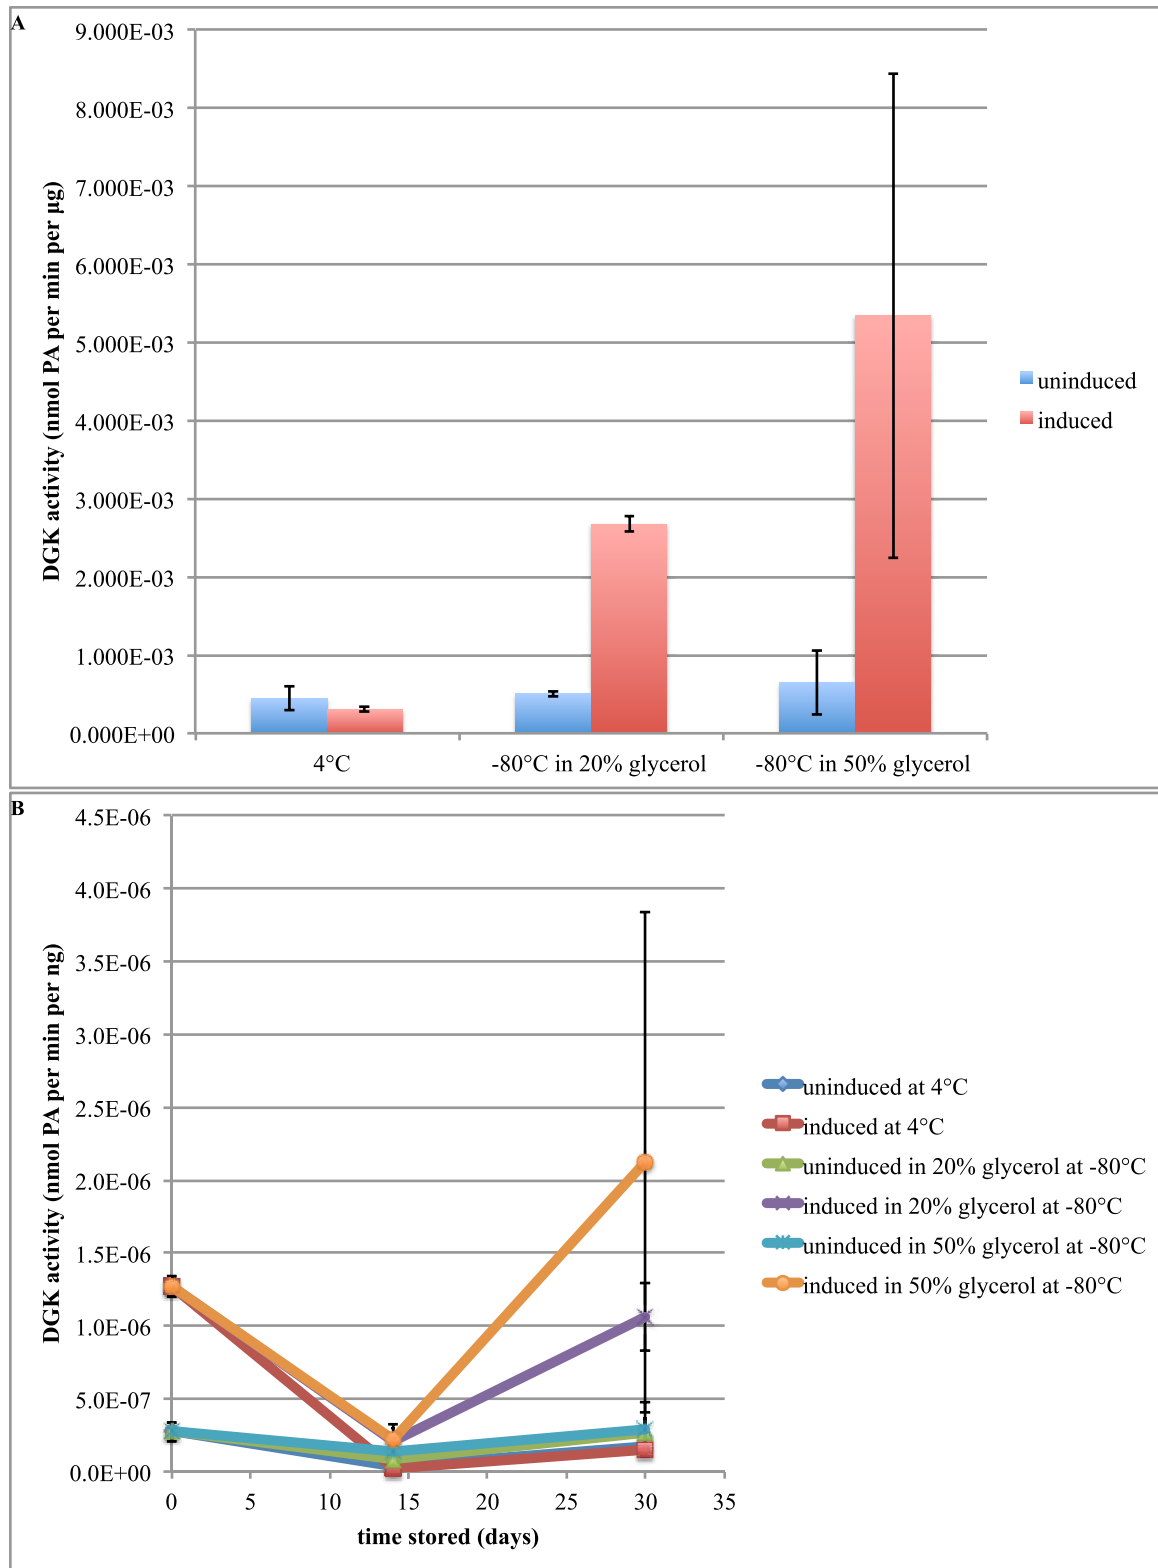 A
9.000E-03
8.000E-03
7.000E-03
6.000E-03
5.000E-03
4.000E-03
3.000E-03
2.000E-03
1.000E-03
0.000E+00
DGK activity (nmol PA per min per µg)
4°C
-80°C in 20% glycerol
-80°C in 50% glycerol
uninduced
induced
B
4.5E-06
4.0E-06
3.5E-06
3.0E-06
2.5E-06
2.0E-06
1.5E-06
1.0E-06
5.0E-07
0.0E+00
DGK activity (nmol PA per min per ng)
0 5 10 15 20 25 30 35
time stored (days)
uninduced at 4°C
induced at 4°C
uninduced in 20% glycerol at -80°C
induced in 20% glycerol at -80°C
uninduced in 50% glycerol at -80°C
induced in 50% glycerol at -80°C